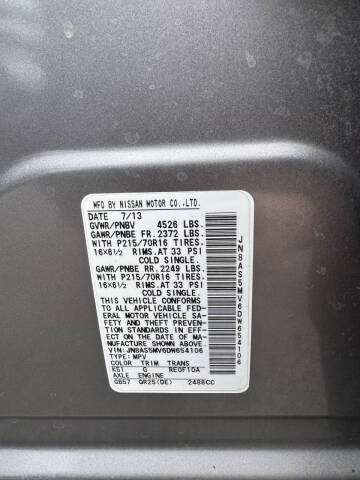 MFD BY NISSAN MOTOR CO.,LTD.
DATE 7/13
GVWR/PNBV 4526 LBS.
GAWR/PNBE FR. 2372 LBS.
WITH P215/70R16 TIRES,
16X6½ RIMS.AT 33 PSI
COLD SINGLE.
GAWR/PNBE RR. 2249 LBS.
WITH P215/70R16 TIRES,
16X6½ RIMS.AT 33 PSI
COLD SINGLE.
THIS VEHICLE CONFORMS
TO ALL APPLICABLE FED-
ERAL MOTOR VEHICLE SA-
FETY AND THEFT PREVEN-
TION STANDARDS IN EFFECT
ON THE DATE OF MA-
NUFACTURE SHOWN ABOVE.
VIN: JN8AS5MV6DW654106
TYPE: MPV
COLOR TRIM TRANS
K51 G RE0F10A
AXLE ENGINE
GB57 QR25(DE) 2488CC
JN8AS5MV6DW654106